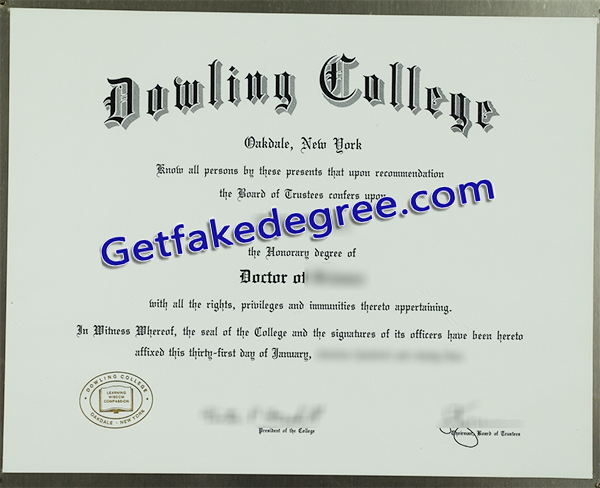 Dowling College
Oakdale, New York
Know all persons by these presents that upon recommendation
the Board of Trustees confers upon
Getfakedegree.com
the Honorary degree of
Doctor of
with all the rights, privileges and immunities thereto appertaining.
In Witness Whereof, the seal of the College and the signatures of its officers have been hereto
affixed this thirty-first day of January,
DOWLING COLLEGE
LEARNING
WISDOM
COMPASSION
OAKDALE - NEW YORK
President of the College
Chairman, Board of Trustees